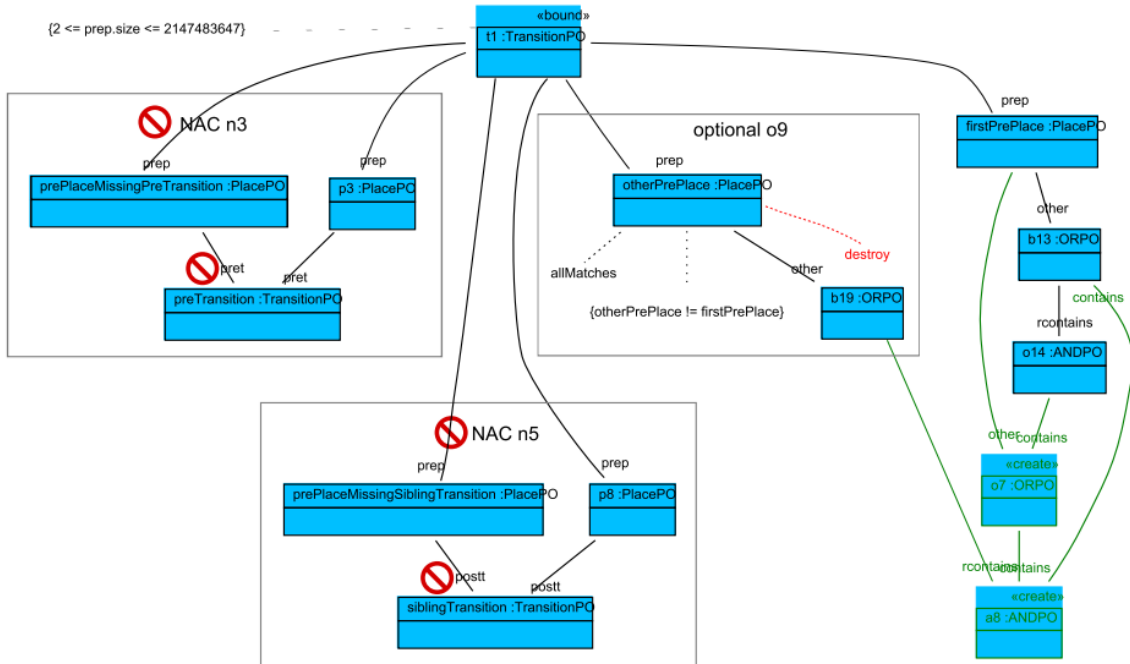 «bound»
{2 <= prep.size <= 2147483647}
t1 :TransitionPO
NAC n3
prep
prep
prePlaceMissingPreTransition :PlacePO
p3 :PlacePO
pret
pret
preTransition :TransitionPO
optional o9
prep
otherPrePlace :PlacePO
allMatches
destroy
other
{otherPrePlace != firstPrePlace}
b19 :ORPO
prep
firstPrePlace :PlacePO
other
b13 :ORPO
contains
rcontains
o14 :ANDPO
NAC n5
prep
prep
prePlaceMissingSiblingTransition :PlacePO
p8 :PlacePO
postt
postt
siblingTransition :TransitionPO
other
contains
«create»
o7 :ORPO
rcontains
contains
«create»
a8 :ANDPO